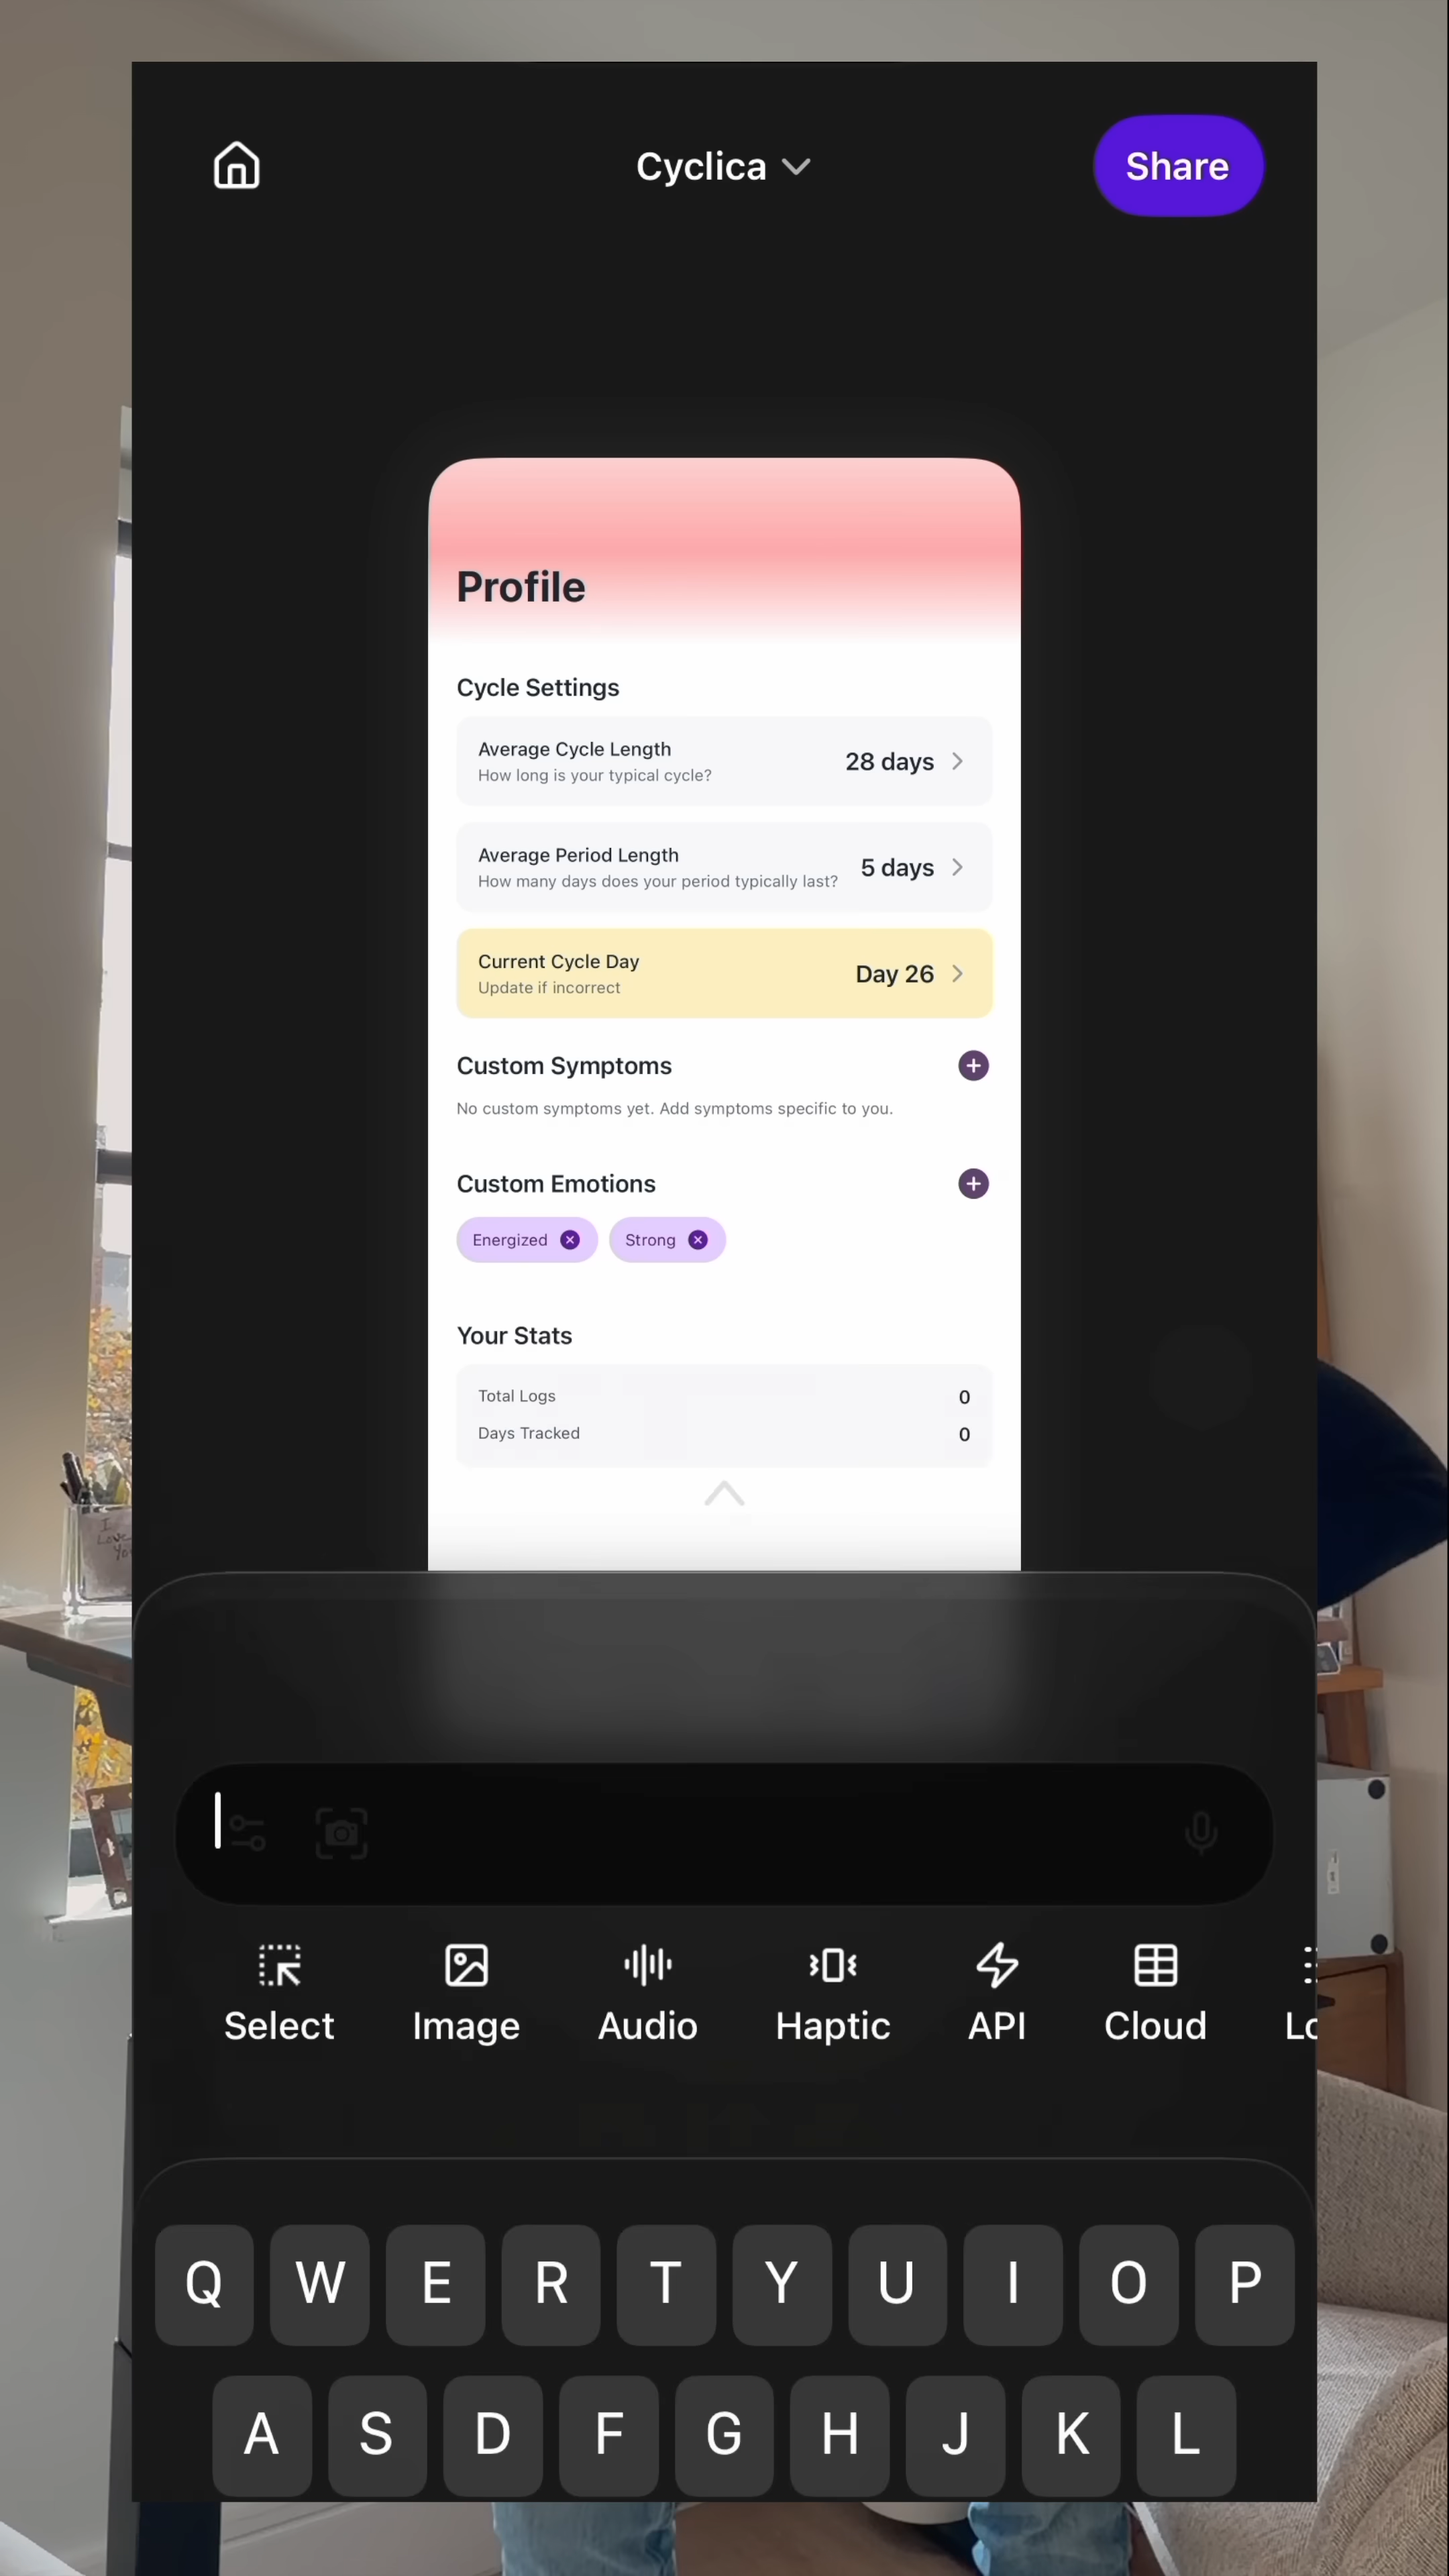 Cyclica
Share
Profile
Cycle Settings
Average Cycle Length
How long is your typical cycle?
28 days
Average Period Length
How many days does your period typically last?
5 days
Current Cycle Day
Update if incorrect
Day 26
Custom Symptoms
No custom symptoms yet. Add symptoms specific to you.
Custom Emotions
Energized
Strong
Your Stats
Total Logs
0
Days Tracked
0
I
Love
Yo
Select
Image
Audio
Haptic
API
Cloud
Lo
Q W E R T Y U I O P
A S D F G H J K L